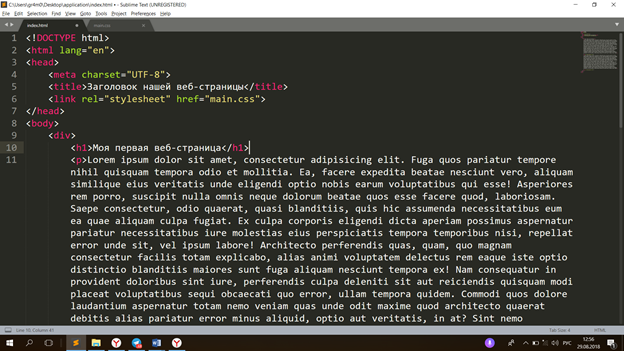 C:\Users\gr4m0\Desktop\application\index.html • - Sublime Text (UNREGISTERED)
File Edit Selection Find View Goto Tools Project Preferences Help
index.html main.css
1 <!DOCTYPE html>
2 <html lang="en">
3 <head>
4 <meta charset="UTF-8">
5 <title>Заголовок нашей веб-страницы</title>
6 <link rel="stylesheet" href="main.css">
7 </head>
8 <body>
9 <div>
10 <h1>Моя первая веб-страница</h1>
11 <p>Lorem ipsum dolor sit amet, consectetur adipisicing elit. Fuga quos pariatur tempore
nihil quisquam tempora odio et mollitia. Ea, facere expedita beatae nesciunt vero, aliquam
similique eius veritatis unde eligendi optio nobis earum voluptatibus qui esse! Asperiores
rem porro, suscipit nulla omnis neque dolorum beatae quos esse facere quod, laboriosam.
Saepe consectetur, odio quaerat, quasi blanditiis, quis hic assumenda necessitatibus eum
ea quae aliquam culpa fugiat. Ex culpa corporis eligendi dicta aperiam possimus aspernatur
pariatur necessitatibus iure molestias eius perspiciatis tempora temporibus nisi, repellat
error unde sit, vel ipsum labore! Architecto perferendis quas, quam, quo magnam
consectetur facilis totam explicabo, alias animi voluptatem delectus rem eaque iste optio
distinctio blanditiis maiores sunt fuga aliquam nesciunt tempora ex! Nam consequatur in
provident doloribus sint iure, perferendis culpa deleniti sit aut reiciendis quisquam modi
placeat voluptatibus sequi obcaecati quo error, ullam tempora quidem. Commodi quos dolore
laudantium aspernatur totam nemo veniam quas unde odit maxime quod architecto quaerat
debitis alias pariatur error minus aliquid, optio aut veritatis, in at? Sint nemo
Line 10, Column 41 Tab Size: 4 HTML
РУС 12:56
29.08.2018